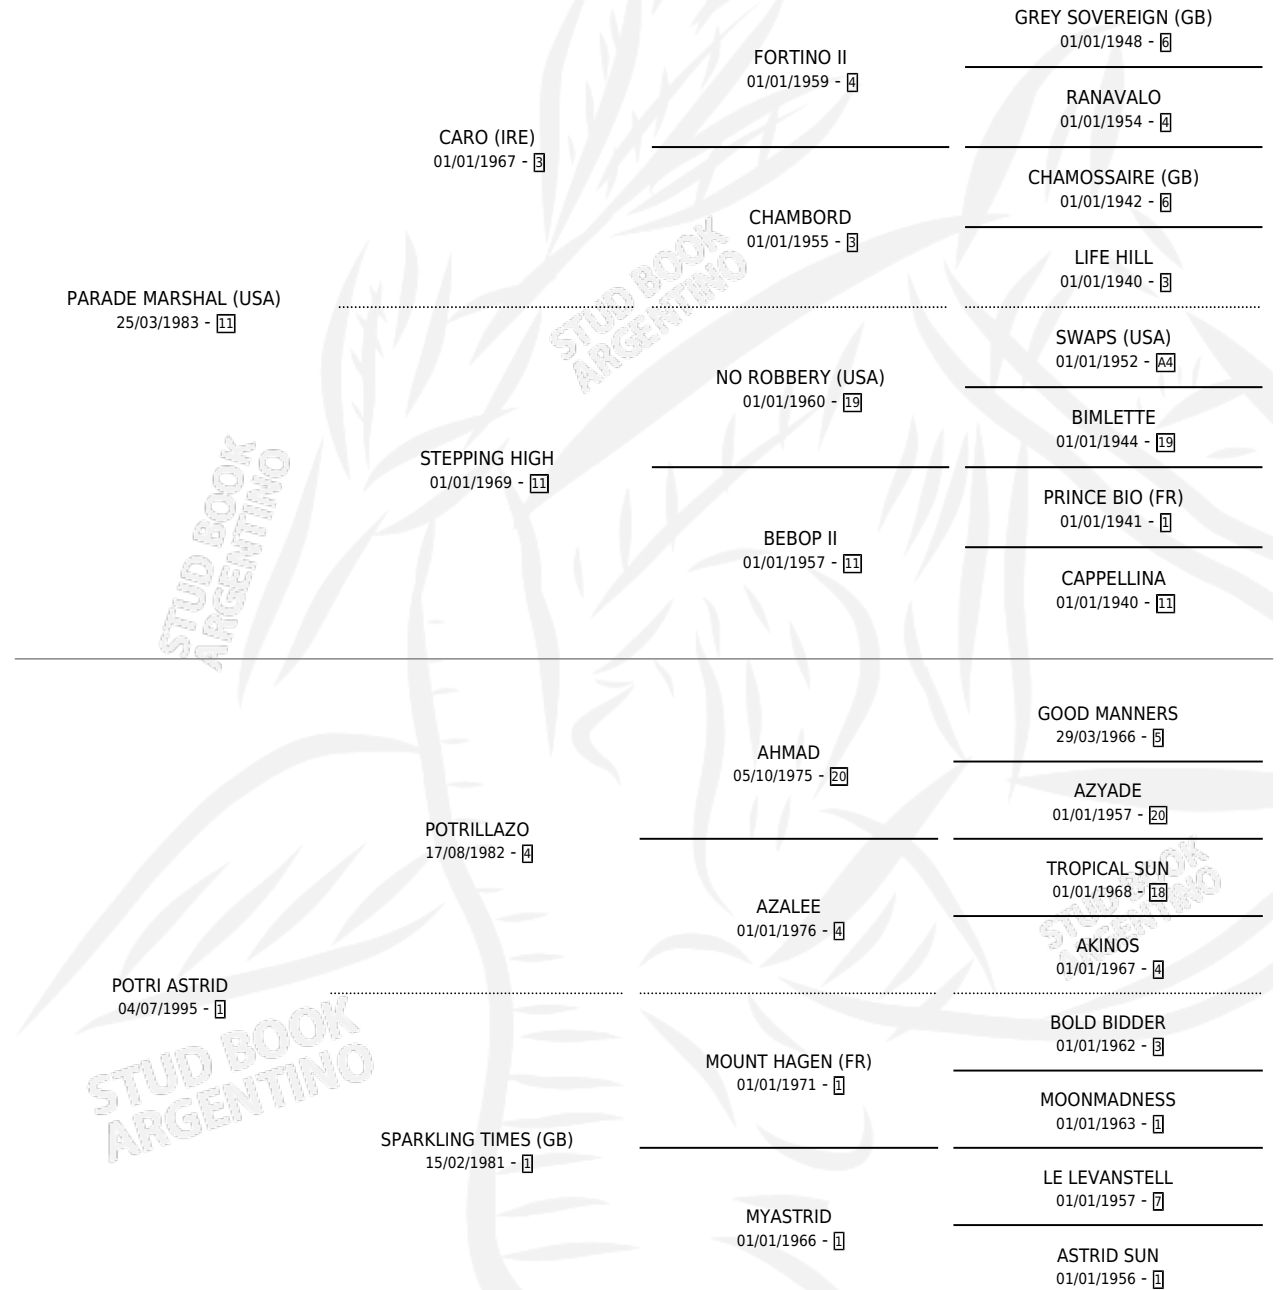 GREY SOVEREIGN (GB)
01/01/1948 - 6
FORTINO II
01/01/1959 - 4
RANAVALO
01/01/1954 - 4
CARO (IRE)
01/01/1967 - 3
CHAMOSSAIRE (GB)
01/01/1942 - 6
CHAMBORD
01/01/1955 - 3
LIFE HILL
01/01/1940 - 3
PARADE MARSHAL (USA)
25/03/1983 - 11
SWAPS (USA)
01/01/1952 - A4
NO ROBBERY (USA)
01/01/1960 - 19
BIMLETTE
01/01/1944 - 19
STEPPING HIGH
01/01/1969 - 11
PRINCE BIO (FR)
01/01/1941 - 1
BEBOP II
01/01/1957 - 11
CAPPELLINA
01/01/1940 - 11
GOOD MANNERS
29/03/1966 - 5
AHMAD
05/10/1975 - 20
AZYADE
01/01/1957 - 20
POTRILLAZO
17/08/1982 - 4
TROPICAL SUN
01/01/1968 - 18
AZALEE
01/01/1976 - 4
AKINOS
01/01/1967 - 4
POTRI ASTRID
04/07/1995 - 1
BOLD BIDDER
01/01/1962 - 3
MOUNT HAGEN (FR)
01/01/1971 - 1
MOONMADNESS
01/01/1963 - 1
SPARKLING TIMES (GB)
15/02/1981 - 1
LE LEVANSTELL
01/01/1957 - 7
MYASTRID
01/01/1966 - 1
ASTRID SUN
01/01/1956 - 1
STUD BOOK
ARGENTINO
STUD BOOK
ARGENTINO
STUD BOOK
ARGENTINO
STUD BOOK
ARGENTINO